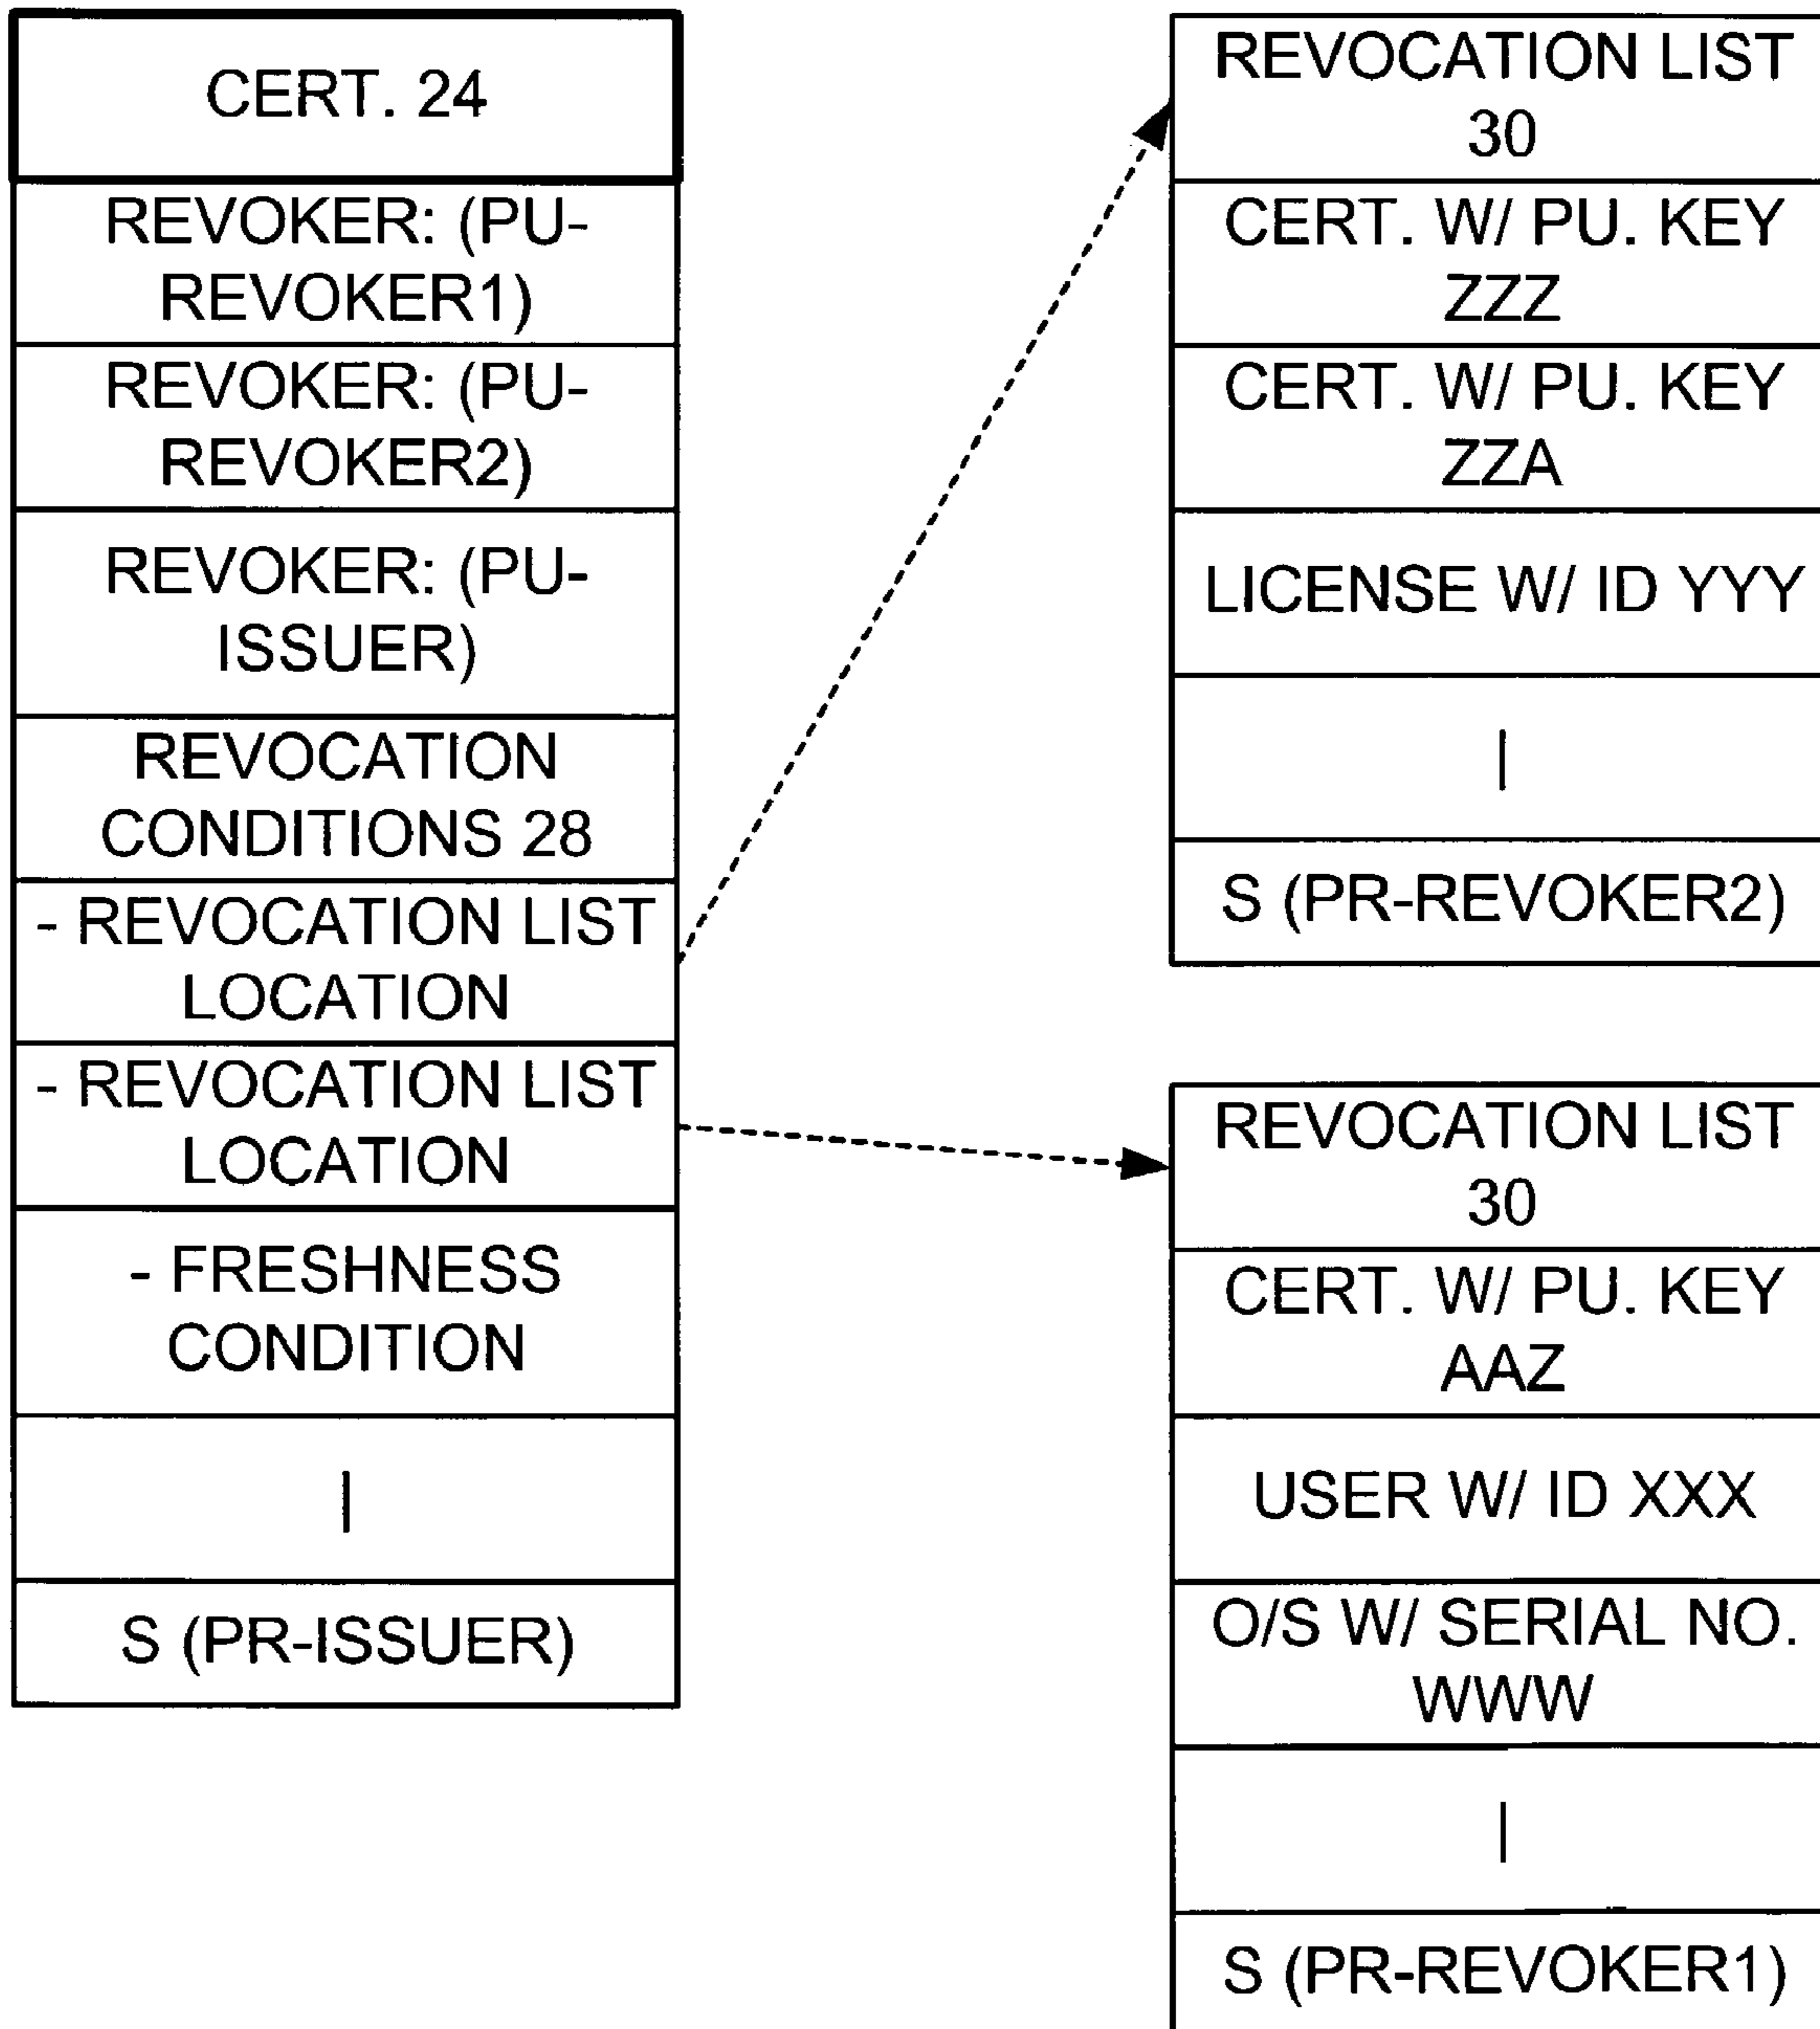 CERT. 24
REVOKER: (PU-
REVOKER1)
REVOKER: (PU-
REVOKER2)
REVOKER: (PU-
ISSUER)
REVOCATION
CONDITIONS 28
- REVOCATION LIST
LOCATION
- REVOCATION LIST
LOCATION
- FRESHNESS
CONDITION
|
S (PR-ISSUER)
REVOCATION LIST
30
CERT. W/ PU. KEY
ZZZ
CERT. W/ PU. KEY
ZZA
LICENSE W/ ID YYY
|
S (PR-REVOKER2)
REVOCATION LIST
30
CERT. W/ PU. KEY
AAZ
USER W/ ID XXX
O/S W/ SERIAL NO.
WWW
|
S (PR-REVOKER1)